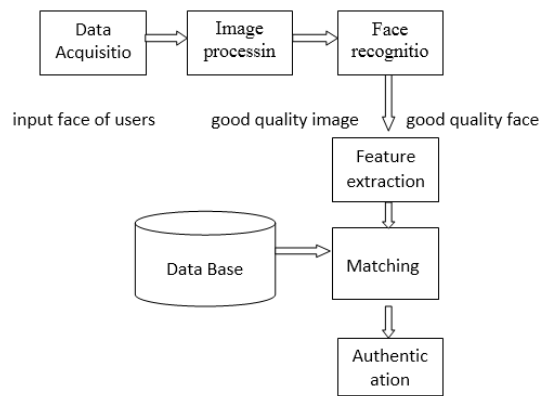 Data
Acquisitio
Image
processin
Face
recognitio
input face of users
good quality image
good quality face
Feature
extraction
Data Base
Matching
Authentic
ation